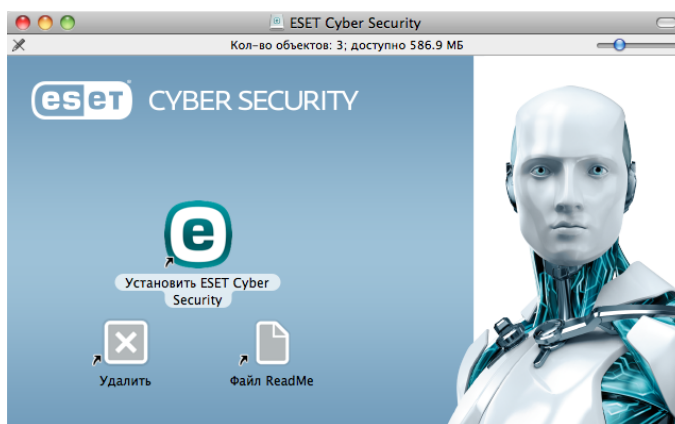 ESET Cyber Security
Кол-во объектов: 3; доступно 586.9 МБ
eset CYBER SECURITY
e
Установить ESET Cyber
Security
Удалить
Файл ReadMe